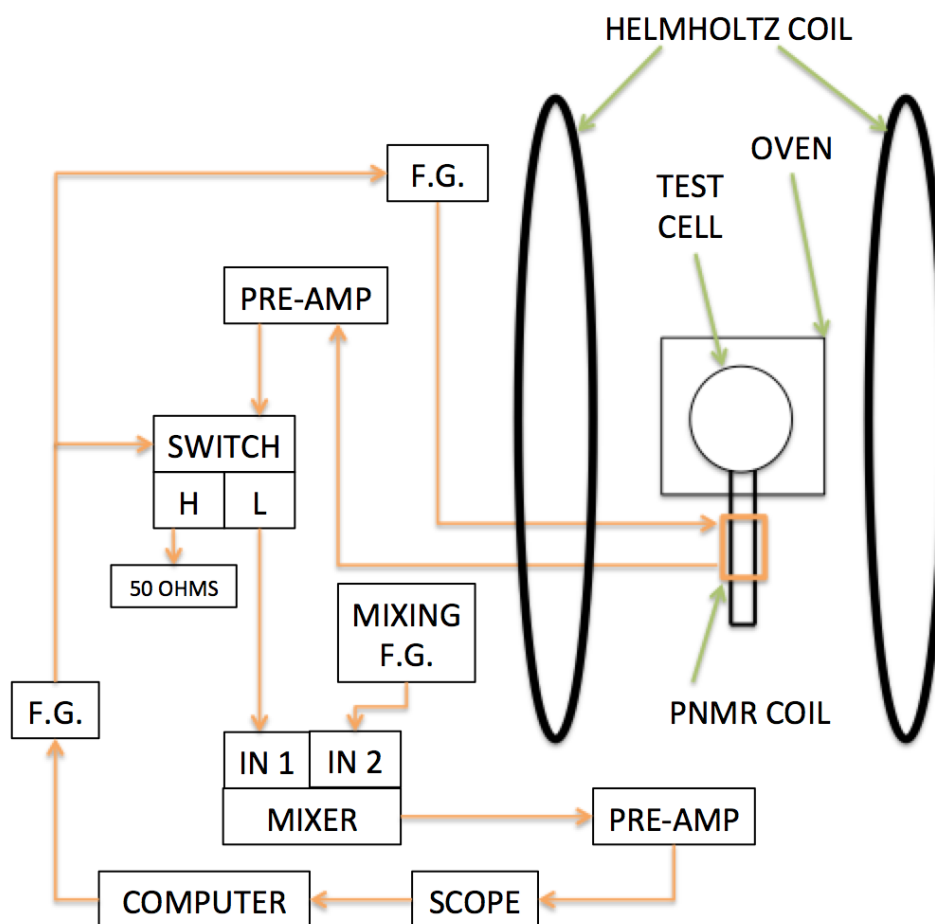 HELMHOLTZ COIL
OVEN
F.G.
TEST
CELL
PRE-AMP
SWITCH
H
L
50 OHMS
MIXING
F.G.
F.G.
PNMR COIL
IN 1
IN 2
MIXER
PRE-AMP
COMPUTER
SCOPE